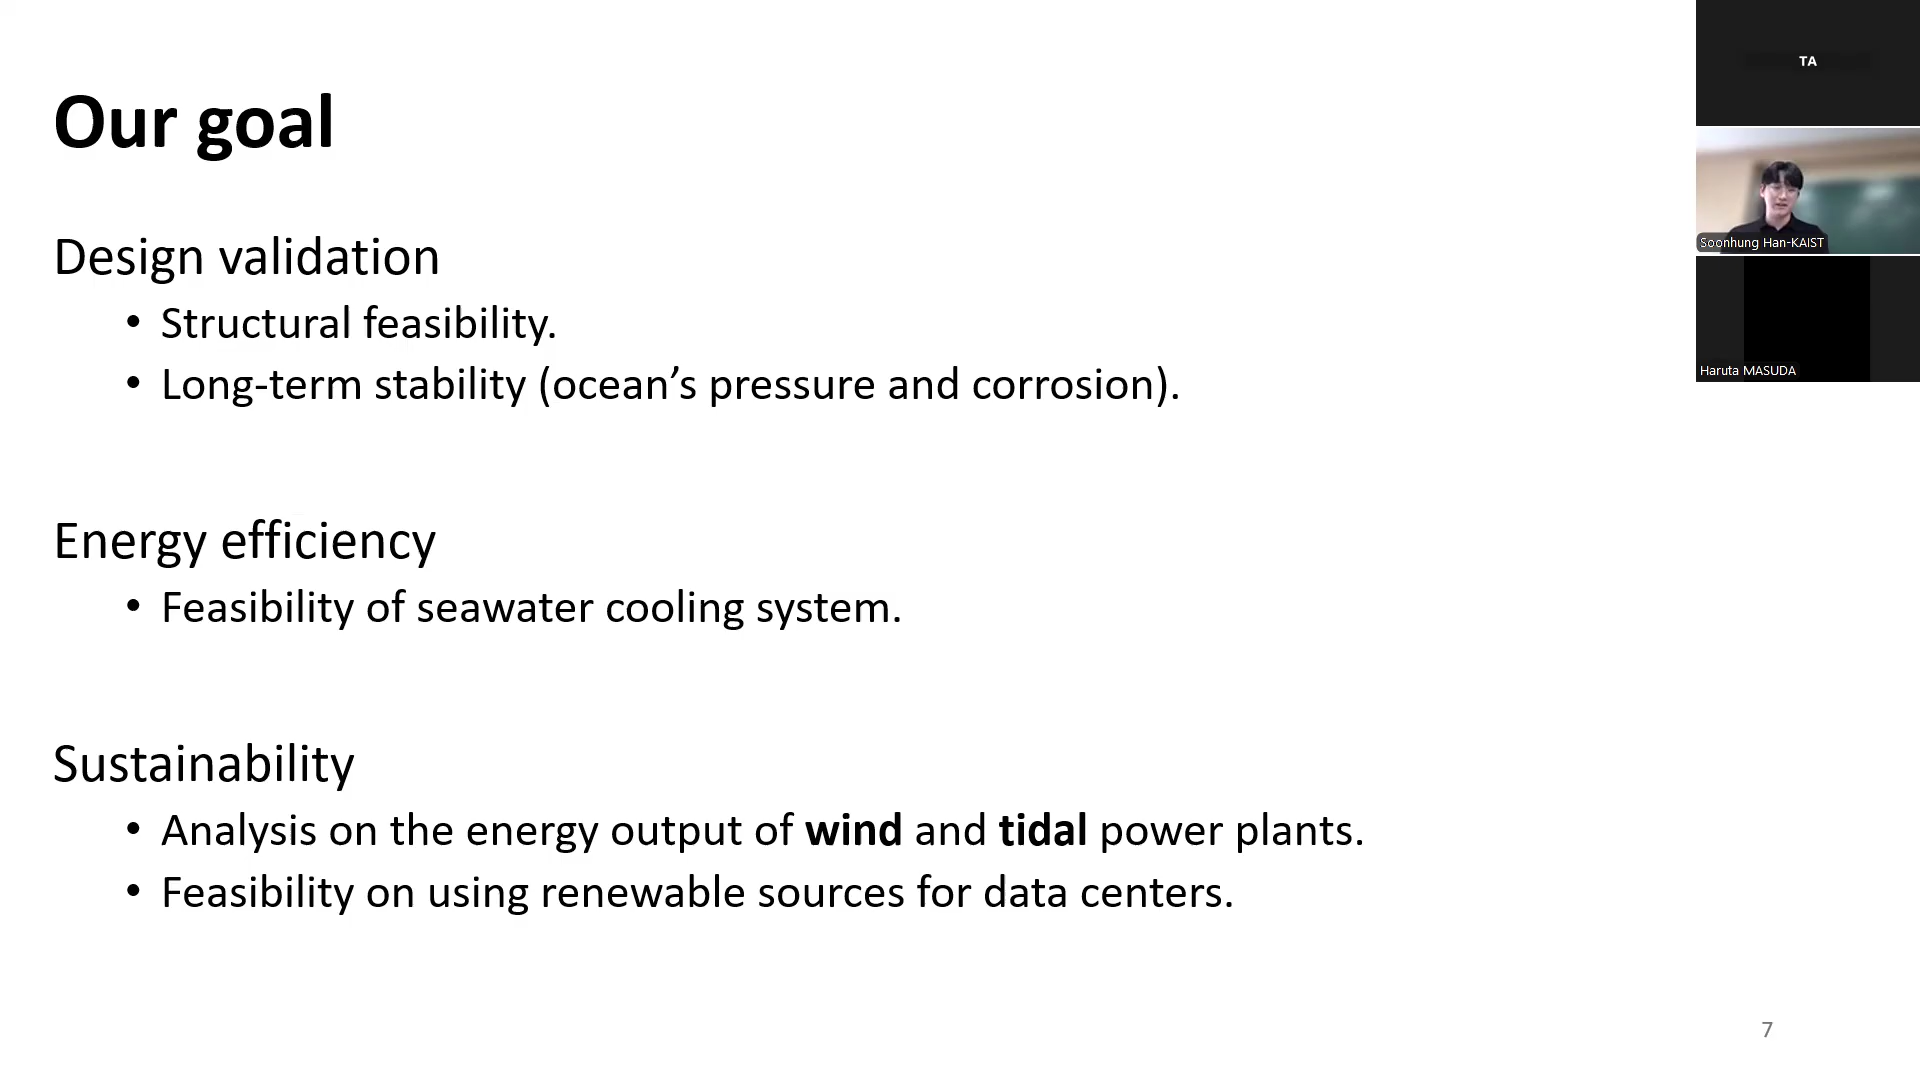 Our goal
Design validation
• Structural feasibility.
• Long-term stability (ocean’s pressure and corrosion).
Energy efficiency
• Feasibility of seawater cooling system.
Sustainability
• Analysis on the energy output of wind and tidal power plants.
• Feasibility on using renewable sources for data centers.
7
TA
Soonhung Han-KAIST
Haruta MASUDA